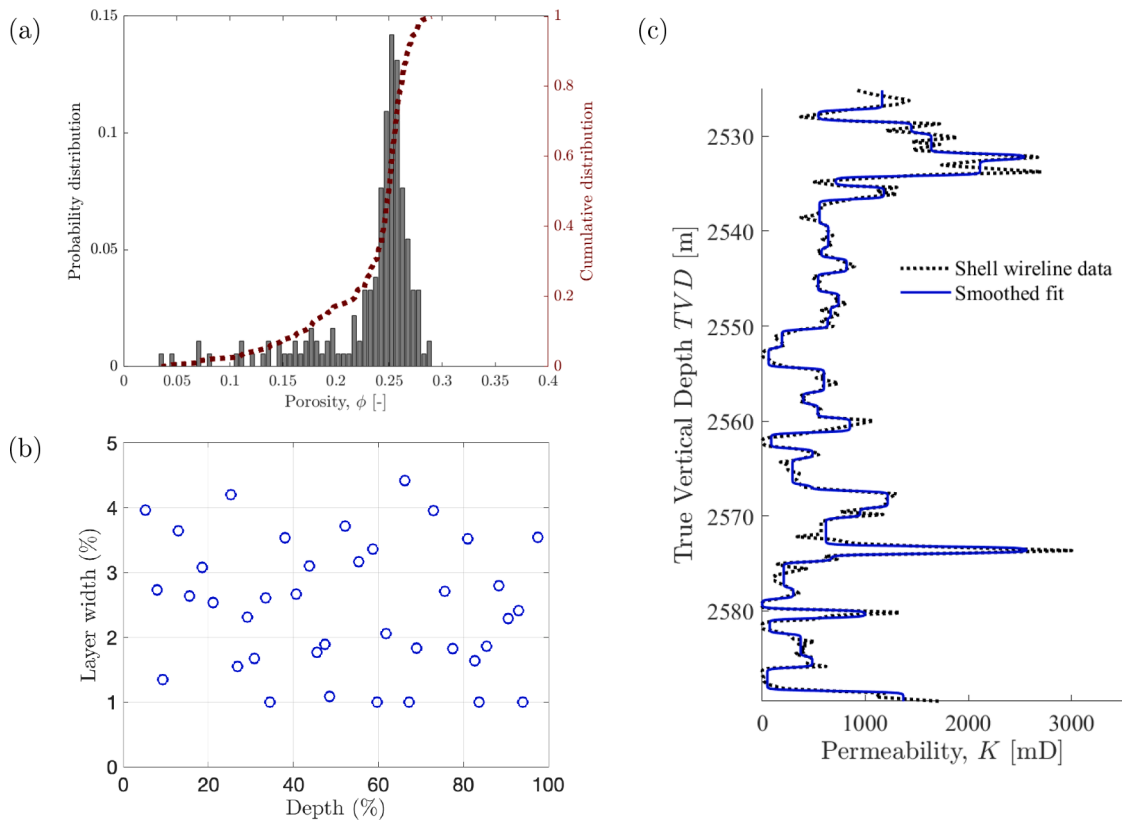 (a)
0.15
0.1
0.05
0
Probability distribution
1
0.8
0.6
0.4
0.2
0
Cumulative distribution
0 0.05 0.1 0.15 0.2 0.25 0.3 0.35 0.4
Porosity, ϕ [-]
(b)
5
4
3
2
1
0
Layer width (%)
0 20 40 60 80 100
Depth (%)
(c)
2530
2540
2550
2560
2570
2580
True Vertical Depth TVD [m]
Shell wireline data
Smoothed fit
0 1000 2000 3000
Permeability, K [mD]